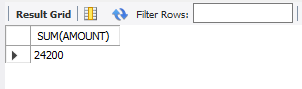 Result Grid Filter Rows:
SUM(AMOUNT)
24200